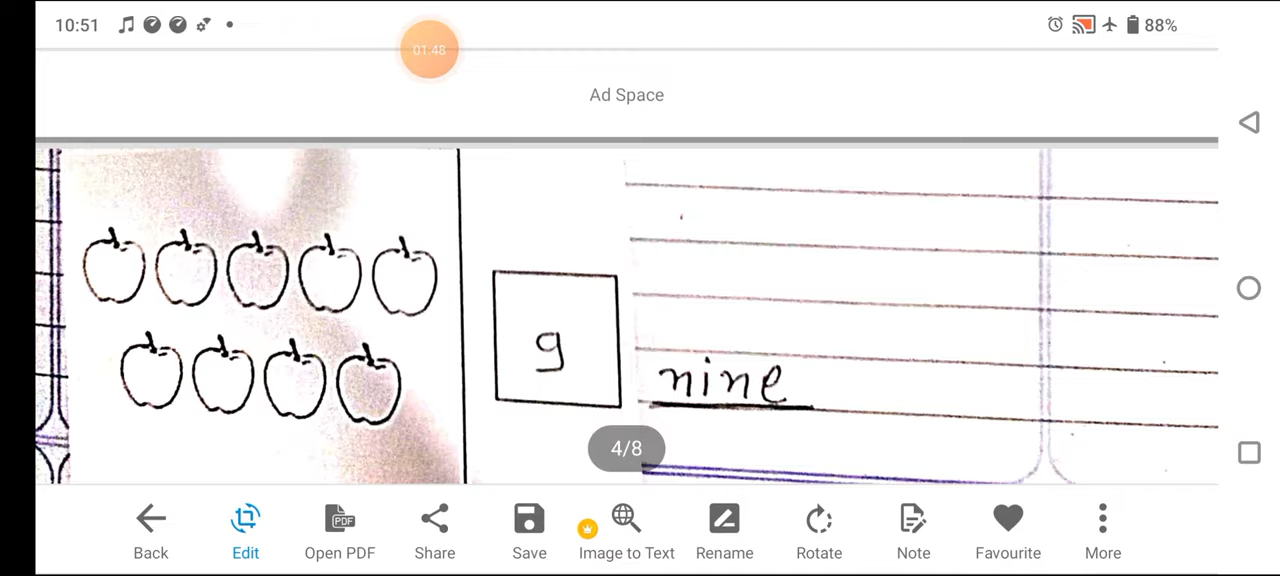 10:51
88%
01:48
Ad Space
9
nine
4/8
Back
Edit
PDF
Open PDF
Share
Save
Image to Text
Rename
Rotate
Note
Favourite
More